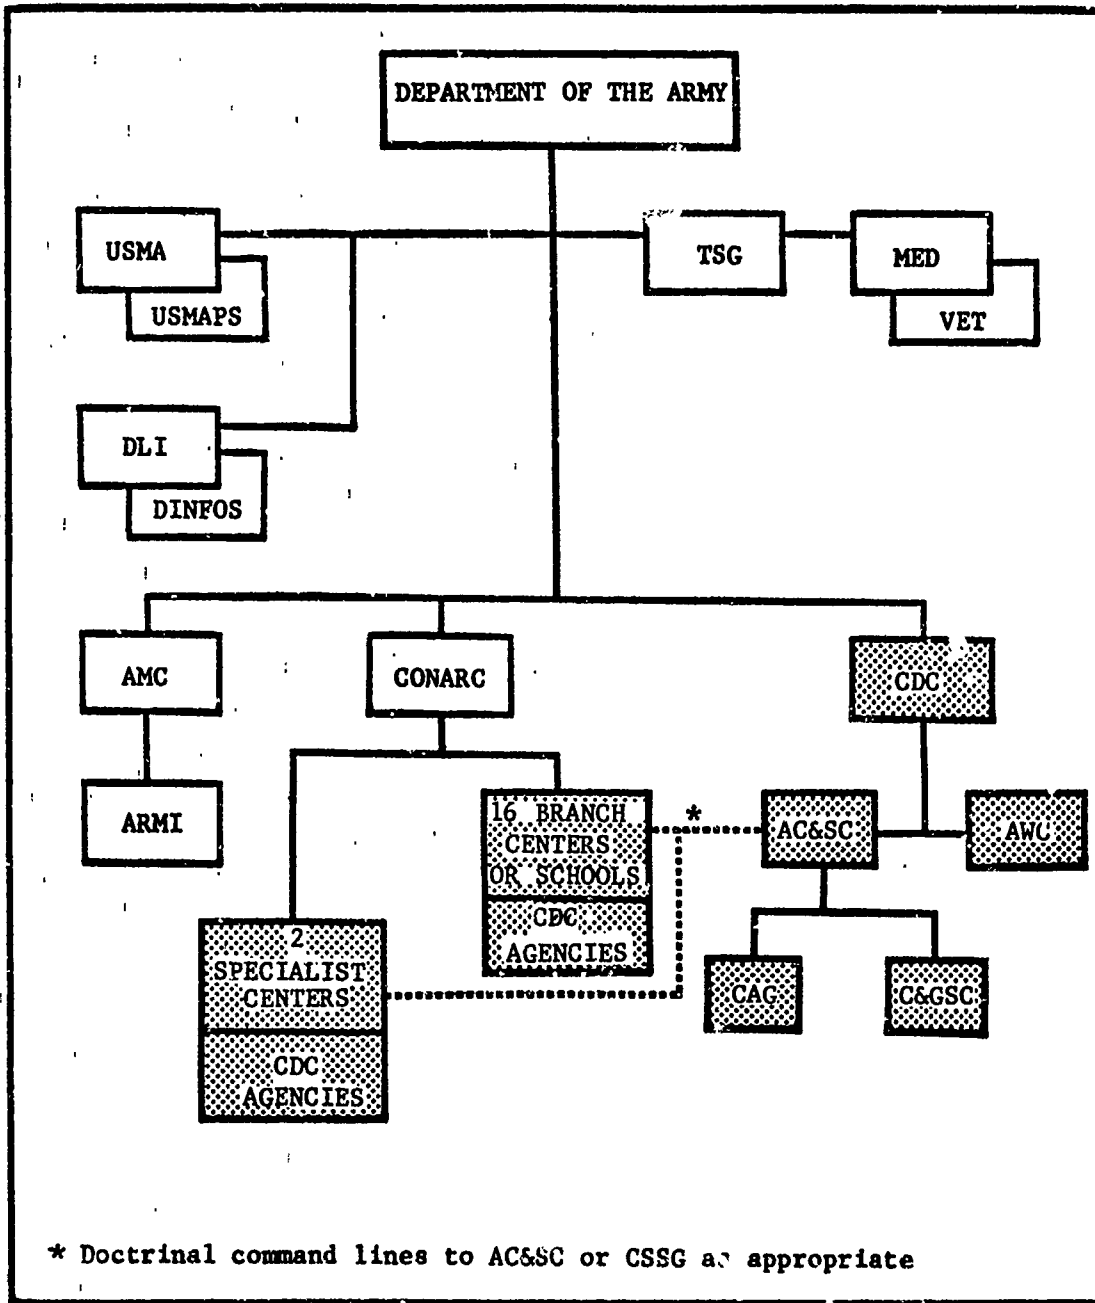 DEPARTMENT OF THE ARMY
USMA
USMAPS
TSG
MED
VET
DLI
DINFOS
AMC
CONARC
CDC
ARMI
16 BRANCH
CENTERS
OR SCHOOLS
CDC
AGENCIES
*
AC&SC
AWC
2
SPECIALIST
CENTERS
CDC
AGENCIES
CAG
C&GSC
* Doctrinal command lines to AC&SC or CSSG as appropriate